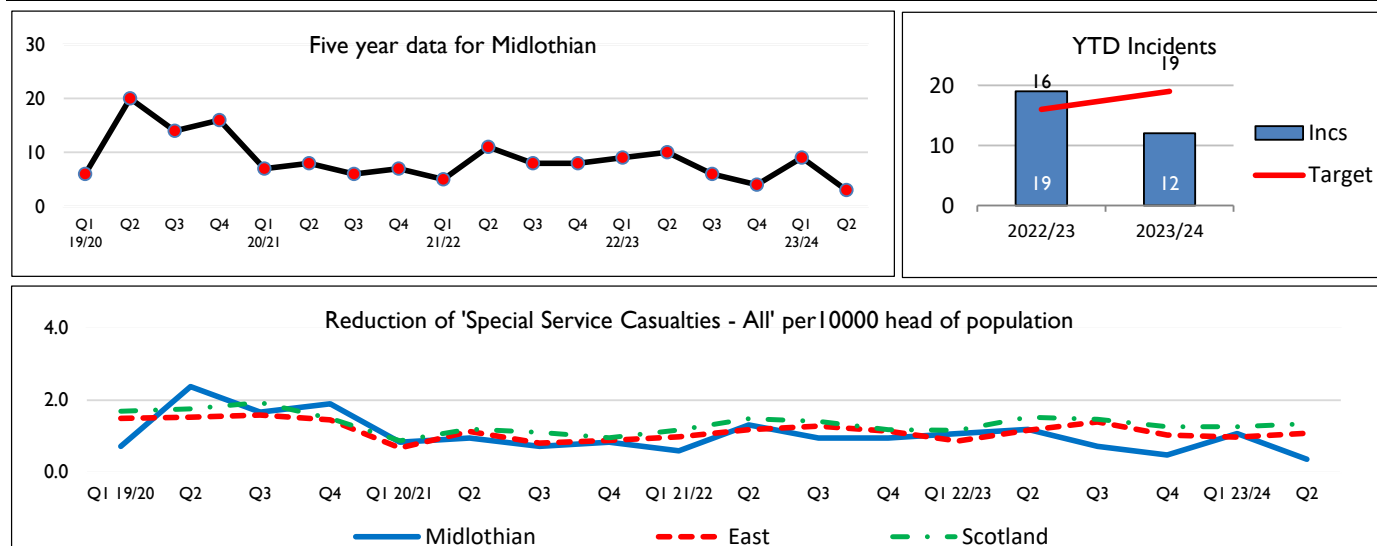 Five year data for Midlothian
30
20
10
0
Q1 Q2 Q3 Q4 Q1 Q2 Q3 Q4 Q1 Q2 Q3 Q4 Q1 Q2 Q3 Q4 Q1 Q2
19/20 20/21 21/22 22/23 23/24
YTD Incidents
19
20 16
10
19 12
0
2022/23 2023/24
Incs
Target
Reduction of 'Special Service Casualties - All' per10000 head of population
4.0
2.0
0.0
Q1 19/20 Q2 Q3 Q4 Q1 20/21 Q2 Q3 Q4 Q1 21/22 Q2 Q3 Q4 Q1 22/23 Q2 Q3 Q4 Q1 23/24 Q2
Midlothian East Scotland